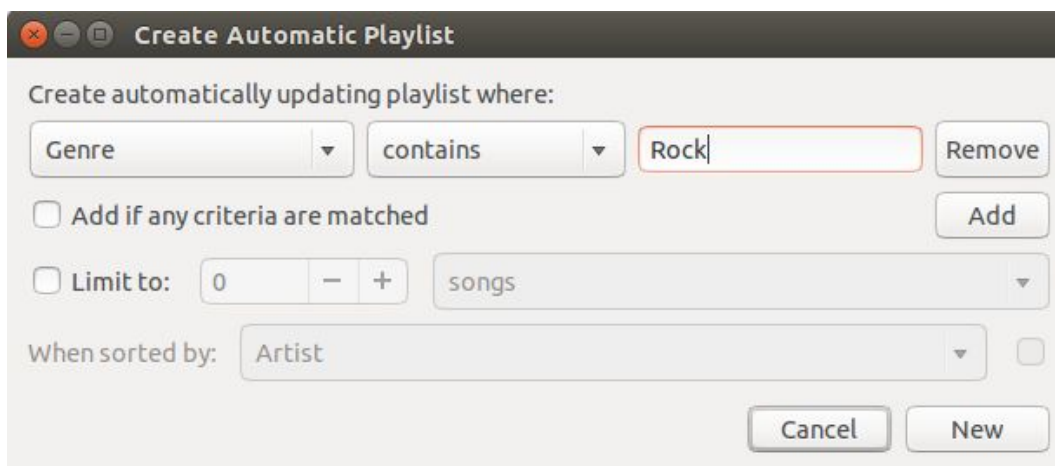 Create Automatic Playlist
Create automatically updating playlist where:
Genre contains Rock Remove
Add if any criteria are matched Add
Limit to: 0 − + songs
When sorted by: Artist
Cancel New